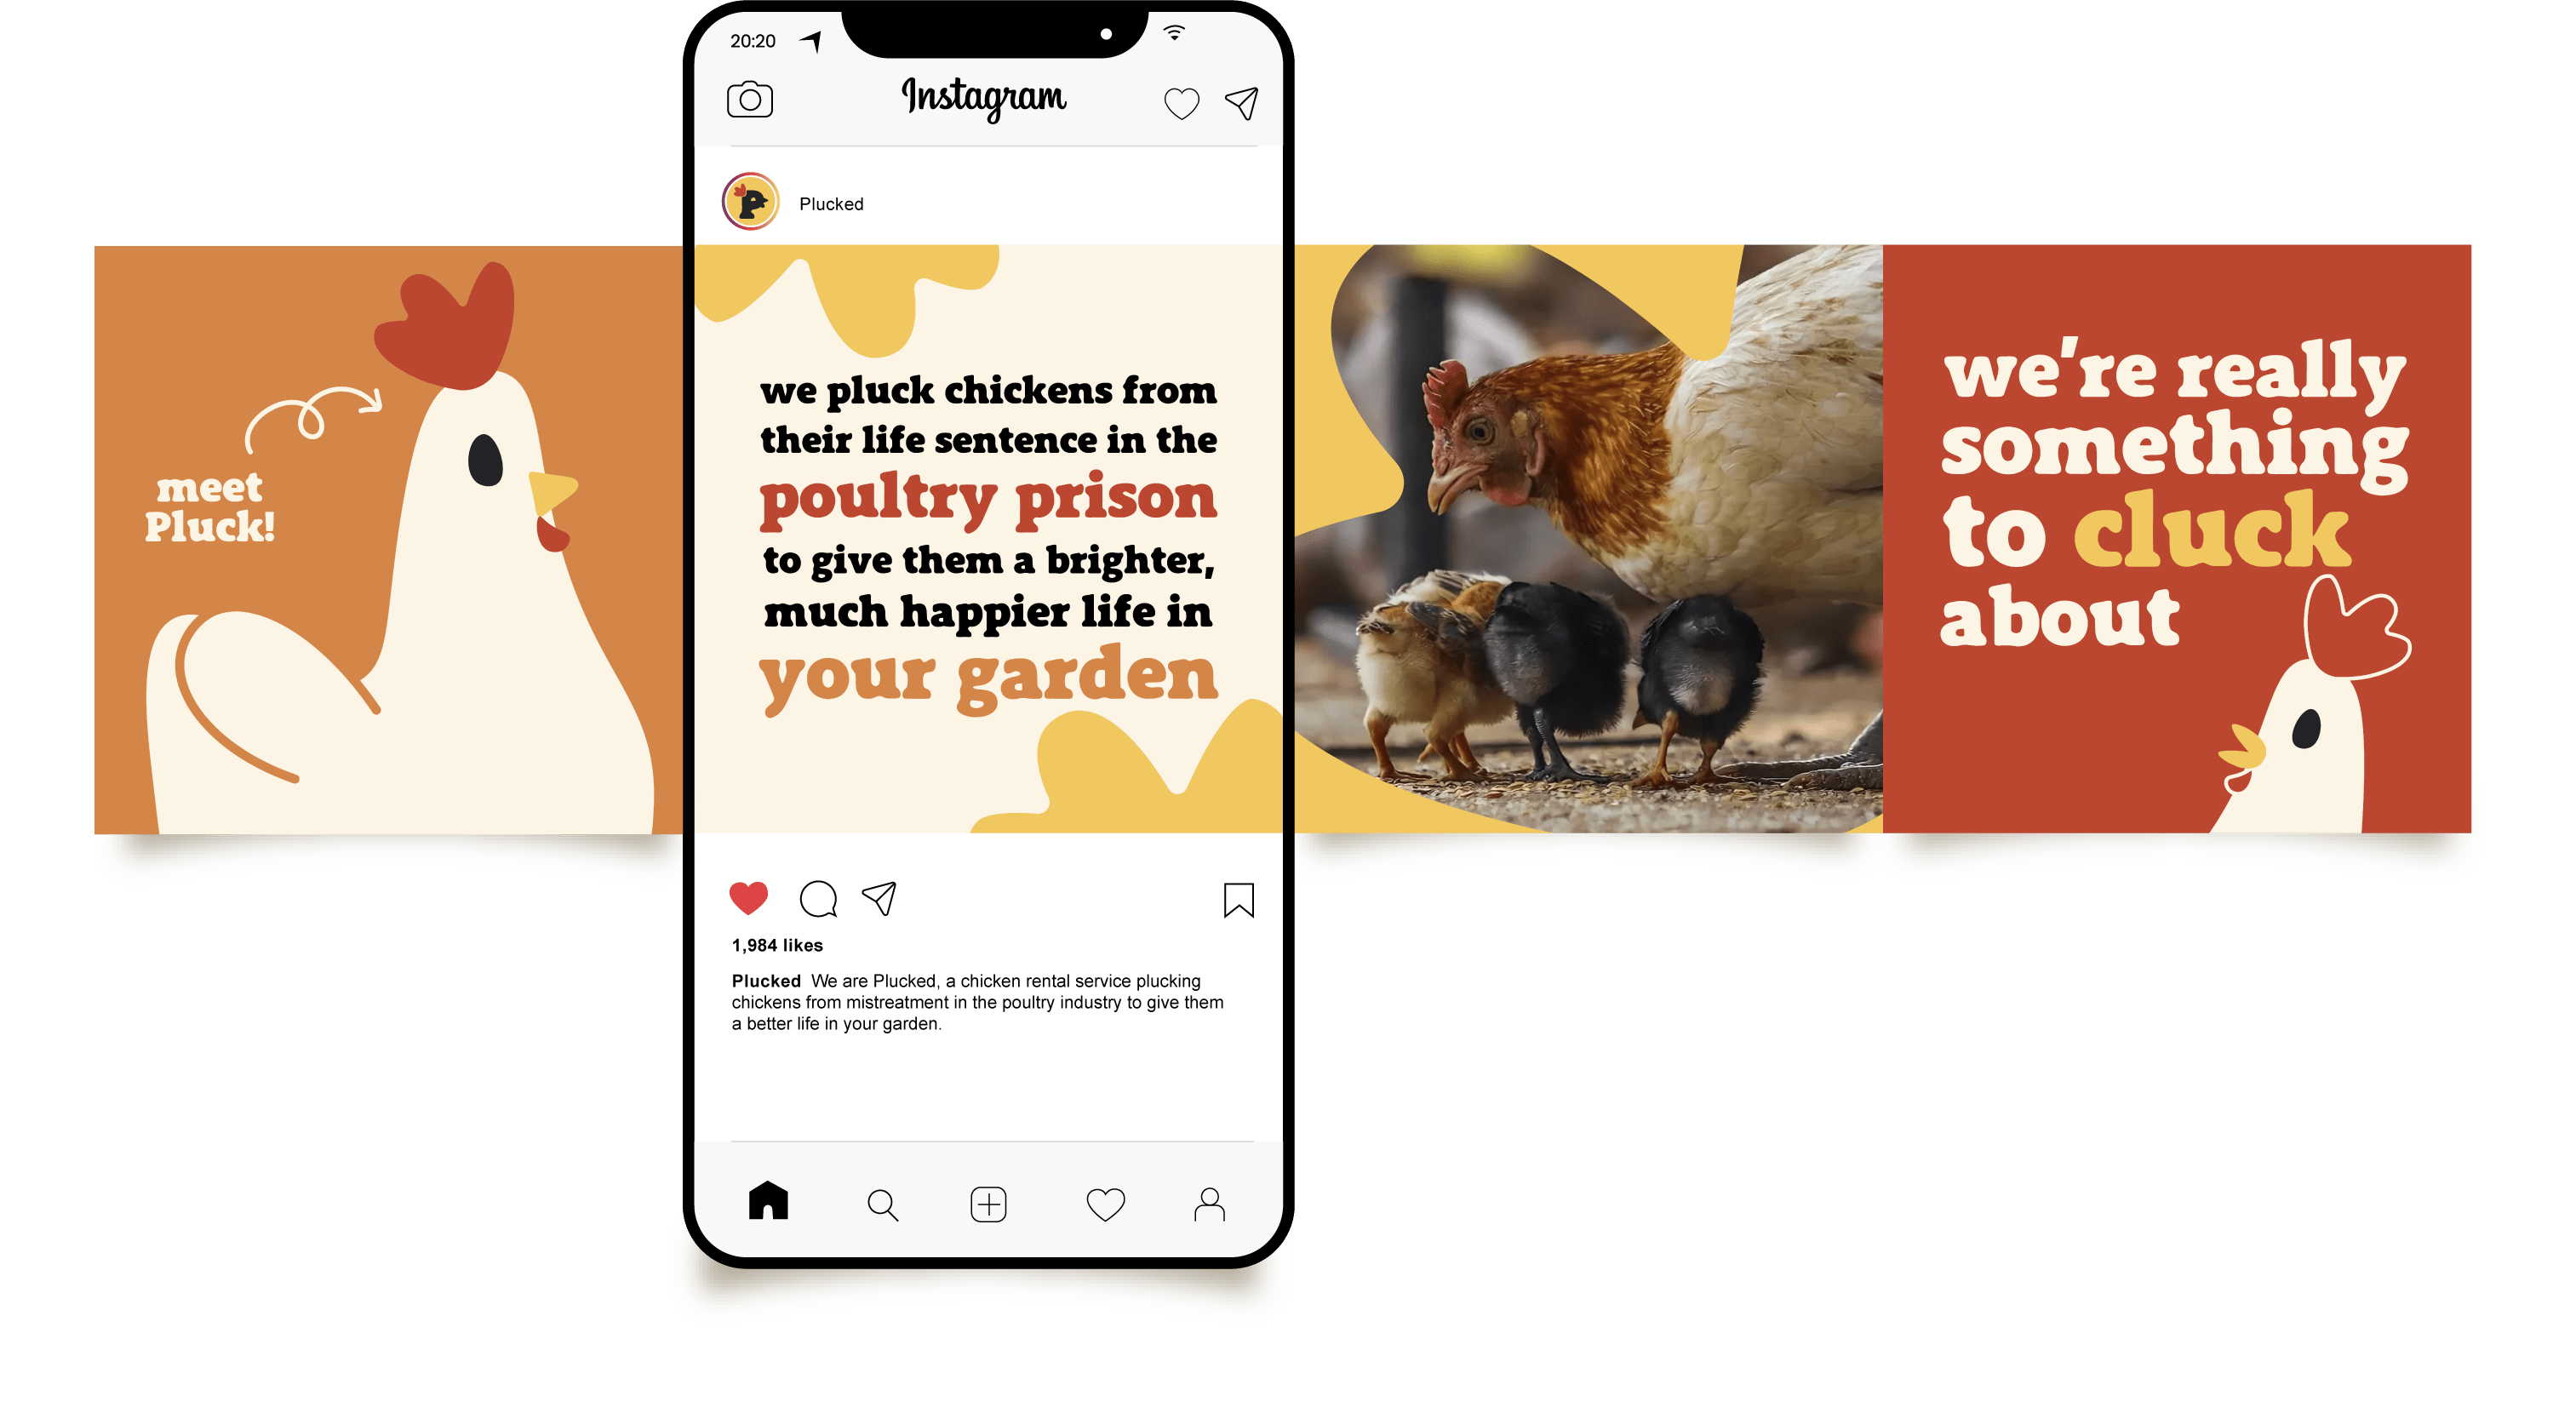 20:20
Instagram
Plucked
meet
Pluck!
we pluck chickens from
their life sentence in the
poultry prison
to give them a brighter,
much happier life in
your garden
we're really
something
to cluck
about
1,984 likes
Plucked We are Plucked, a chicken rental service plucking
chickens from mistreatment in the poultry industry to give them
a better life in your garden.